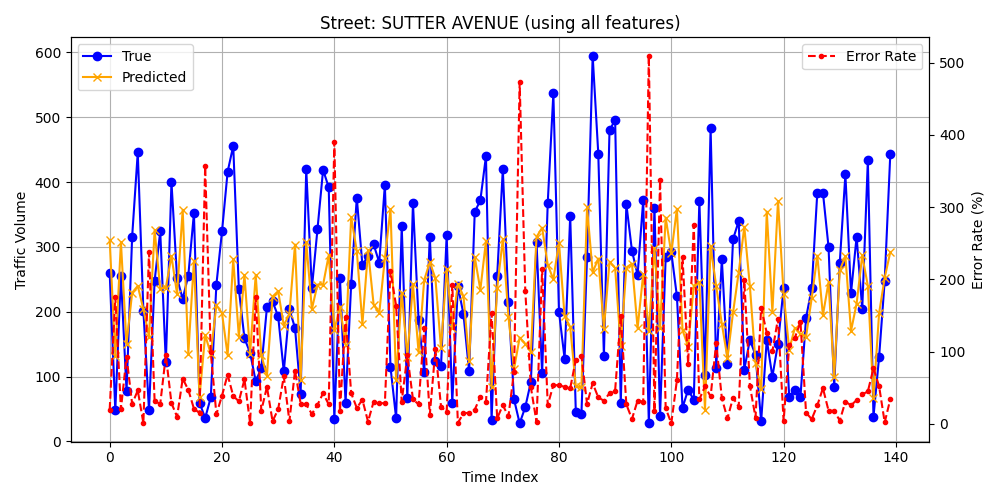 Street: SUTTER AVENUE (using all features)
True
Predicted
Error Rate
600
500
400
300
200
100
0
Traffic Volume
500
400
300
200
100
0
Error Rate (%)
0 20 40 60 80 100 120 140
Time Index